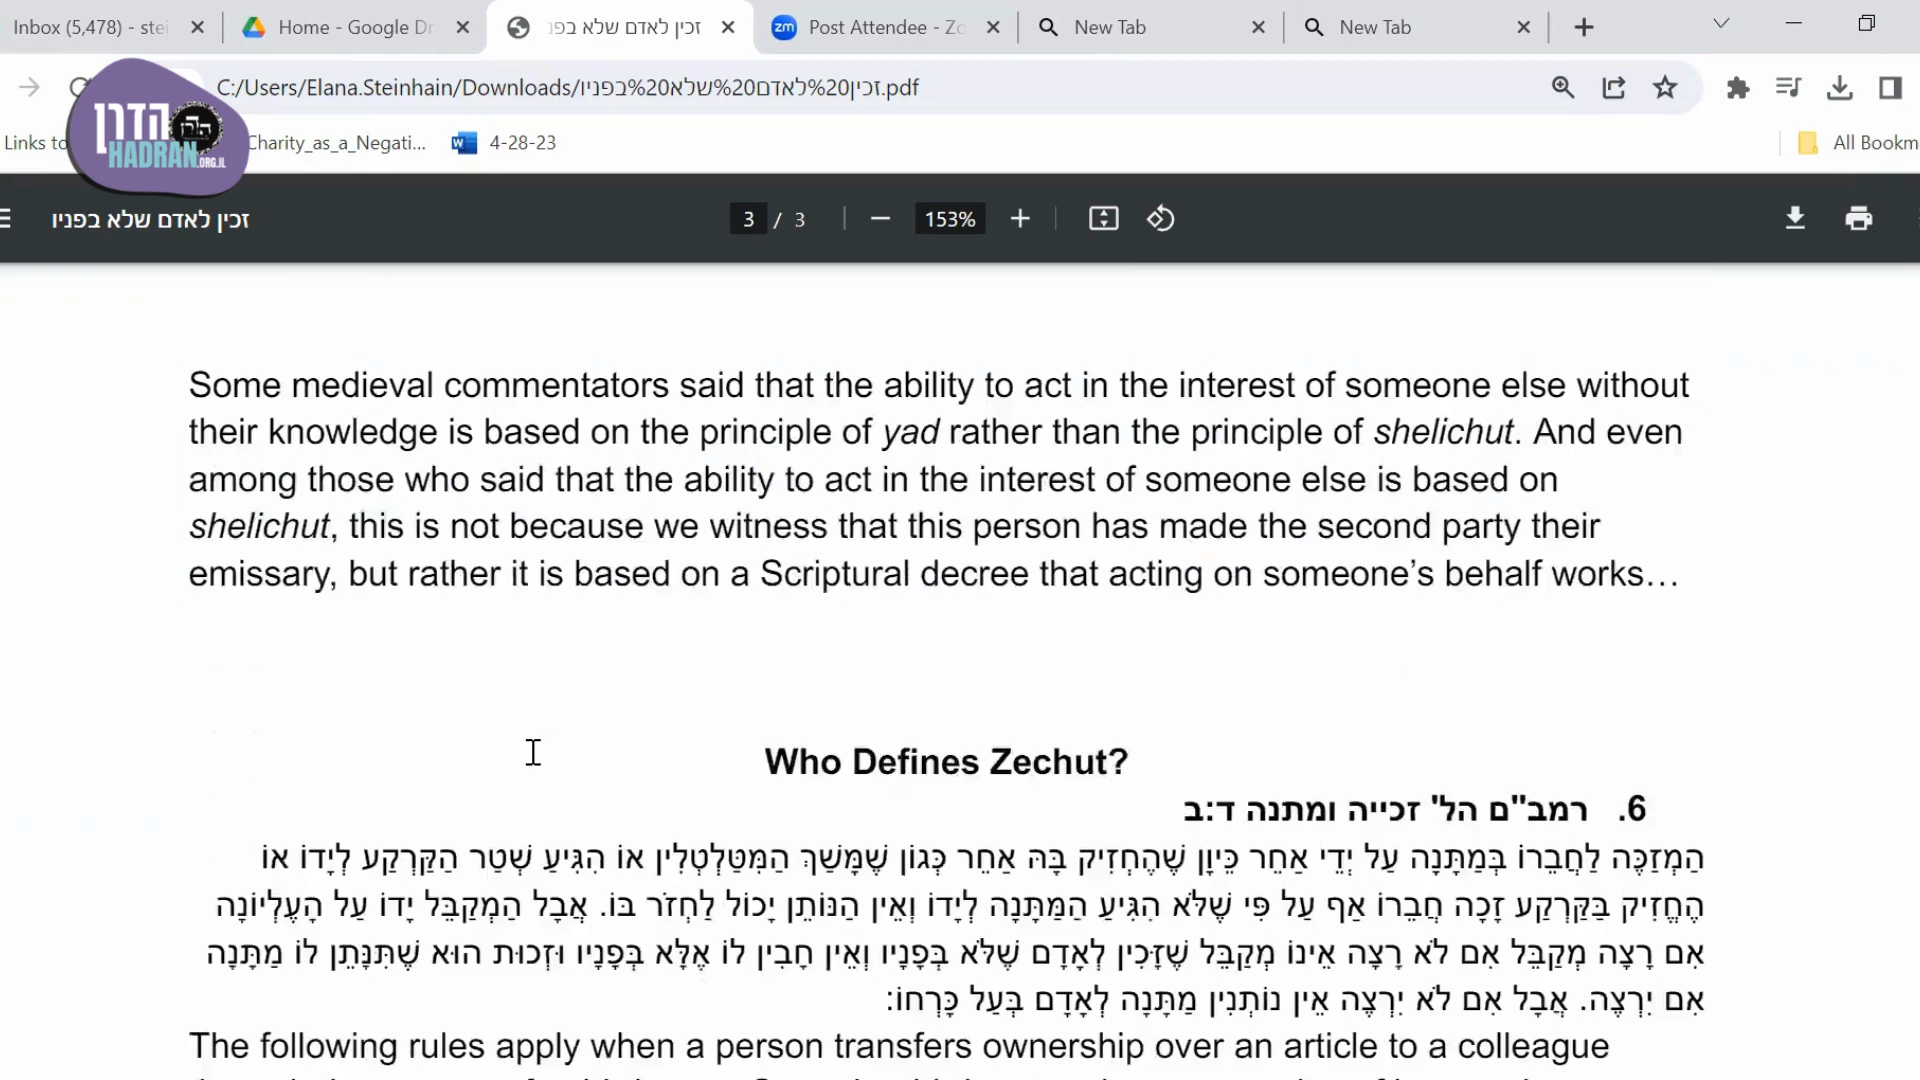 Inbox (5,478) - stei
Home - Google Dr
זכין לאדם שלא בפנ
Post Attendee - Zo
New Tab
New Tab
C:/Users/Elana.Steinhain/Downloads/זכין%20לאדם%20שלא%20בפניו.pdf
Links to
Charity_as_a_Negati...
4-28-23
All Bookm
הדרן
HADRAN.ORG.IL
זכין לאדם שלא בפניו
3 / 3
153%
Some medieval commentators said that the ability to act in the interest of someone else without
their knowledge is based on the principle of yad rather than the principle of shelichut. And even
among those who said that the ability to act in the interest of someone else is based on
shelichut, this is not because we witness that this person has made the second party their
emissary, but rather it is based on a Scriptural decree that acting on someone’s behalf works…
Who Defines Zechut?
6. רמב"ם הל' זכייה ומתנה ד:ב
הַמְזַכֶּה לַחֲבֵרוֹ בְּמַתָּנָה עַל יְדֵי אַחֵר כֵּיוָן שֶׁהֶחְזִיק בָּהּ אַחֵר כְּגוֹן שֶׁמָּשַׁךְ הַמִּטַּלְטְלִין אוֹ הִגִּיעַ שְׁטַר הַקַּרְקַע לְיָדוֹ אוֹ
הֶחֱזִיק בַּקַּרְקַע זָכָה חֲבֵרוֹ אַף עַל פִּי שֶׁלֹּא הִגִּיעַ הַמַּתָּנָה לְיָדוֹ וְאֵין הַנּוֹתֵן יָכוֹל לַחְזֹר בּוֹ. אֲבָל הַמְקַבֵּל יָדוֹ עַל הָעֶלְיוֹנָה
אִם רָצָה מְקַבֵּל אִם לֹא רָצָה אֵינוֹ מְקַבֵּל שֶׁזָּכִין לְאָדָם שֶׁלֹּא בְּפָנָיו וְאֵין חָבִין לוֹ אֶלָּא בְּפָנָיו וּזְכוּת הוּא שֶׁתִּנָּתֵן לוֹ מַתָּנָה
אִם יִרְצֶה. אֲבָל אִם לֹא יִרְצֶה אֵין נוֹתְנִין מַתָּנָה לְאָדָם בְּעַל כָּרְחוֹ:
The following rules apply when a person transfers ownership over an article to a colleague